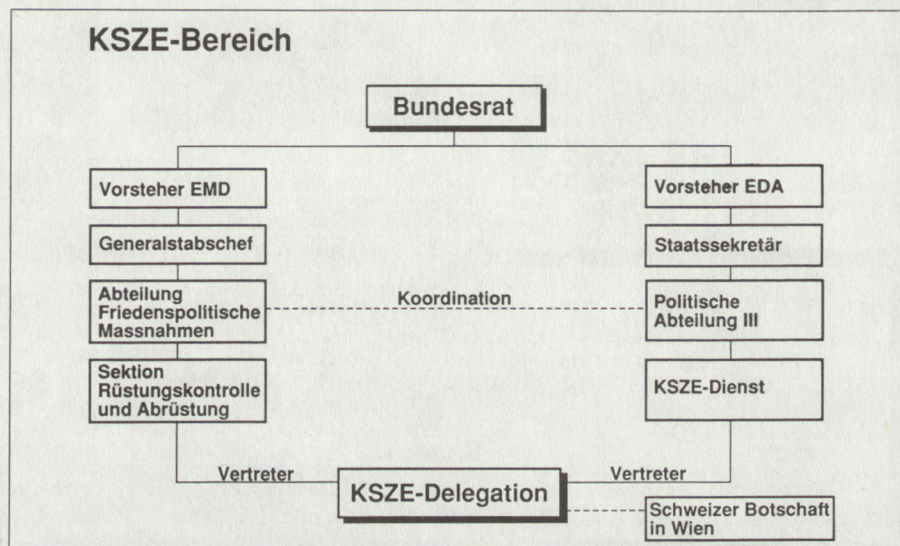 KSZE-Bereich
Bundesrat
Vorsteher EMD
Vorsteher EDA
Generalstabschef
Staatssekretär
Abteilung
Friedenspolitische
Massnahmen
Koordination
Politische
Abteilung III
Sektion
Rüstungskontrolle
und Abrüstung
KSZE-Dienst
Vertreter
Vertreter
KSZE-Delegation
Schweizer Botschaft
in Wien